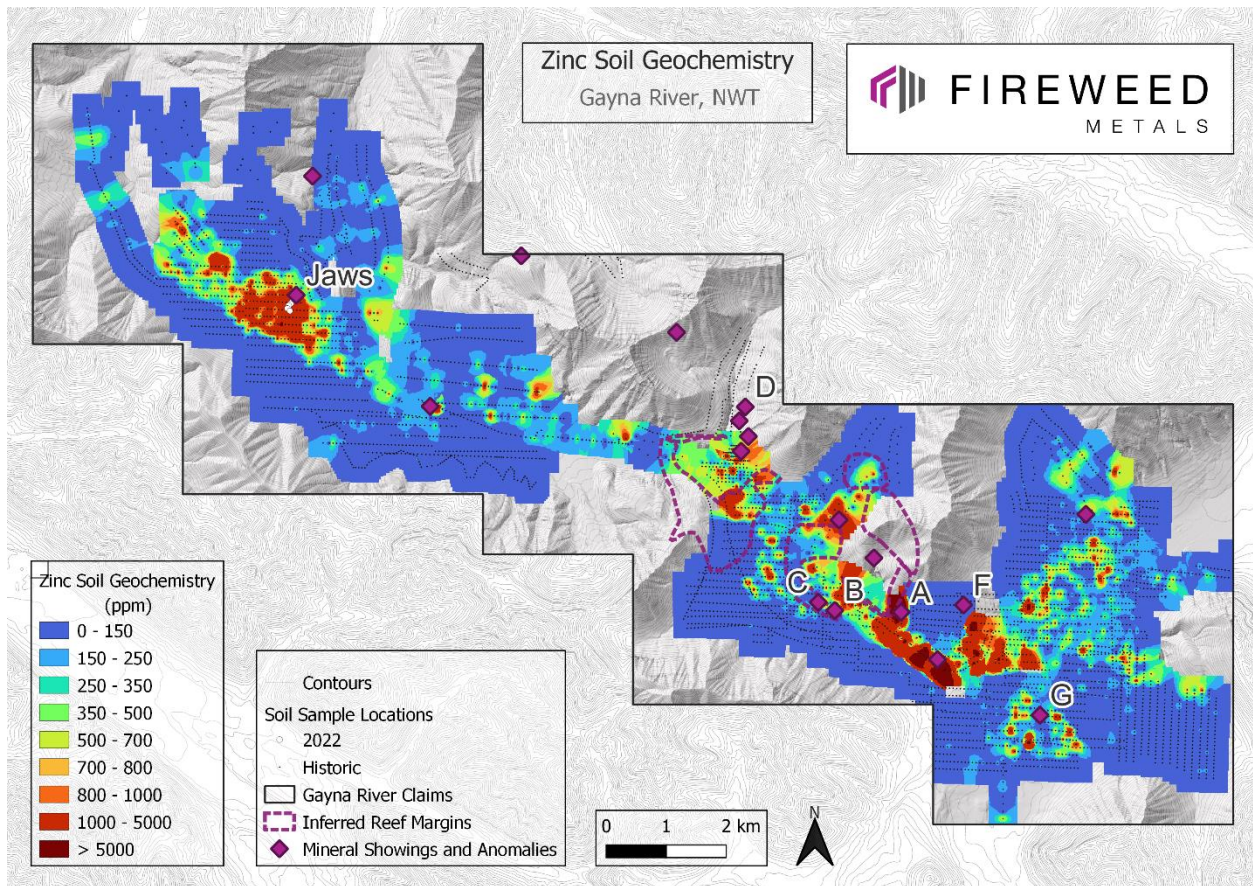 Zinc Soil Geochemistry
Gayna River, NWT
FIREWEED
METALS
Jaws
D
C
B
A
F
G
Zinc Soil Geochemistry
(ppm)
0 - 150
150 - 250
250 - 350
350 - 500
500 - 700
700 - 800
800 - 1000
1000 - 5000
> 5000
Contours
Soil Sample Locations
2022
Historic
Gayna River Claims
Inferred Reef Margins
Mineral Showings and Anomalies
0 1 2 km
N